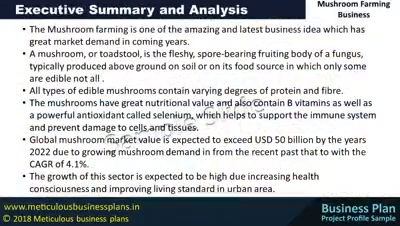 Executive Summary and Analysis
Mushroom Farming
Business
• The Mushroom farming is one of the amazing and latest business idea which has
great market demand in coming years.
• A mushroom, or toadstool, is the fleshy, spore-bearing fruiting body of a fungus,
typically produced above ground on soil or on its food source in which only some
are edible not all .
• All types of edible mushrooms contain varying degrees of protein and fibre.
• The mushrooms have great nutritional value and also contain B vitamins as well as
a powerful antioxidant called selenium, which helps to support the immune system
and prevent damage to cells and tissues.
• Global mushroom market value is expected to exceed USD 50 billion by the years
2022 due to growing mushroom demand in from the recent past that to with the
CAGR of 4.1%.
• The growth of this sector is expected to be high due increasing health
consciousness and improving living standard in urban area.
www.meticulousbusinessplans.in
© 2018 Meticulous business plans
Business Plan
Project Profile Sample